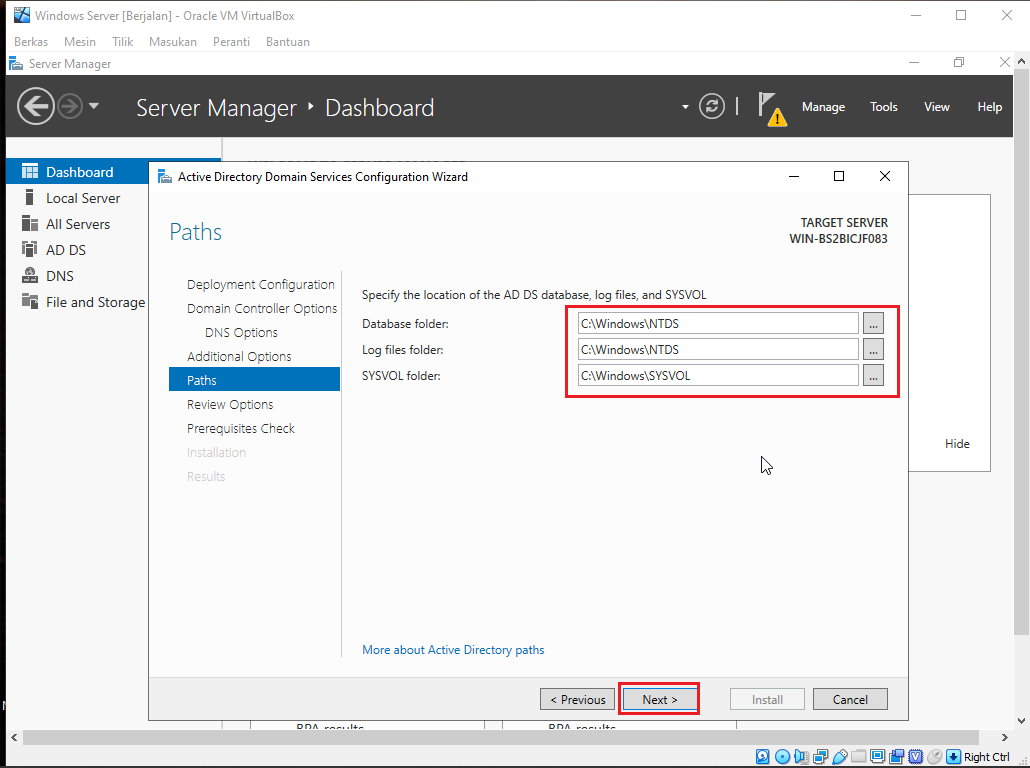 Windows Server [Berjalan] - Oracle VM VirtualBox
Berkas Mesin Tilik Masukan Peranti Bantuan
Server Manager
Server Manager Dashboard
Manage Tools View Help
Dashboard
Local Server
All Servers
AD DS
DNS
File and Storage
Active Directory Domain Services Configuration Wizard
Paths
TARGET SERVER
WIN-BS2BICJF083
Deployment Configuration
Domain Controller Options
DNS Options
Additional Options
Paths
Review Options
Prerequisites Check
Installation
Results
Specify the location of the AD DS database, log files, and SYSVOL
Database folder: C:\Windows\NTDS ...
Log files folder: C:\Windows\NTDS ...
SYSVOL folder: C:\Windows\SYSVOL ...
Hide
More about Active Directory paths
< Previous Next > Install Cancel
BPA results BPA results
Right Ctrl